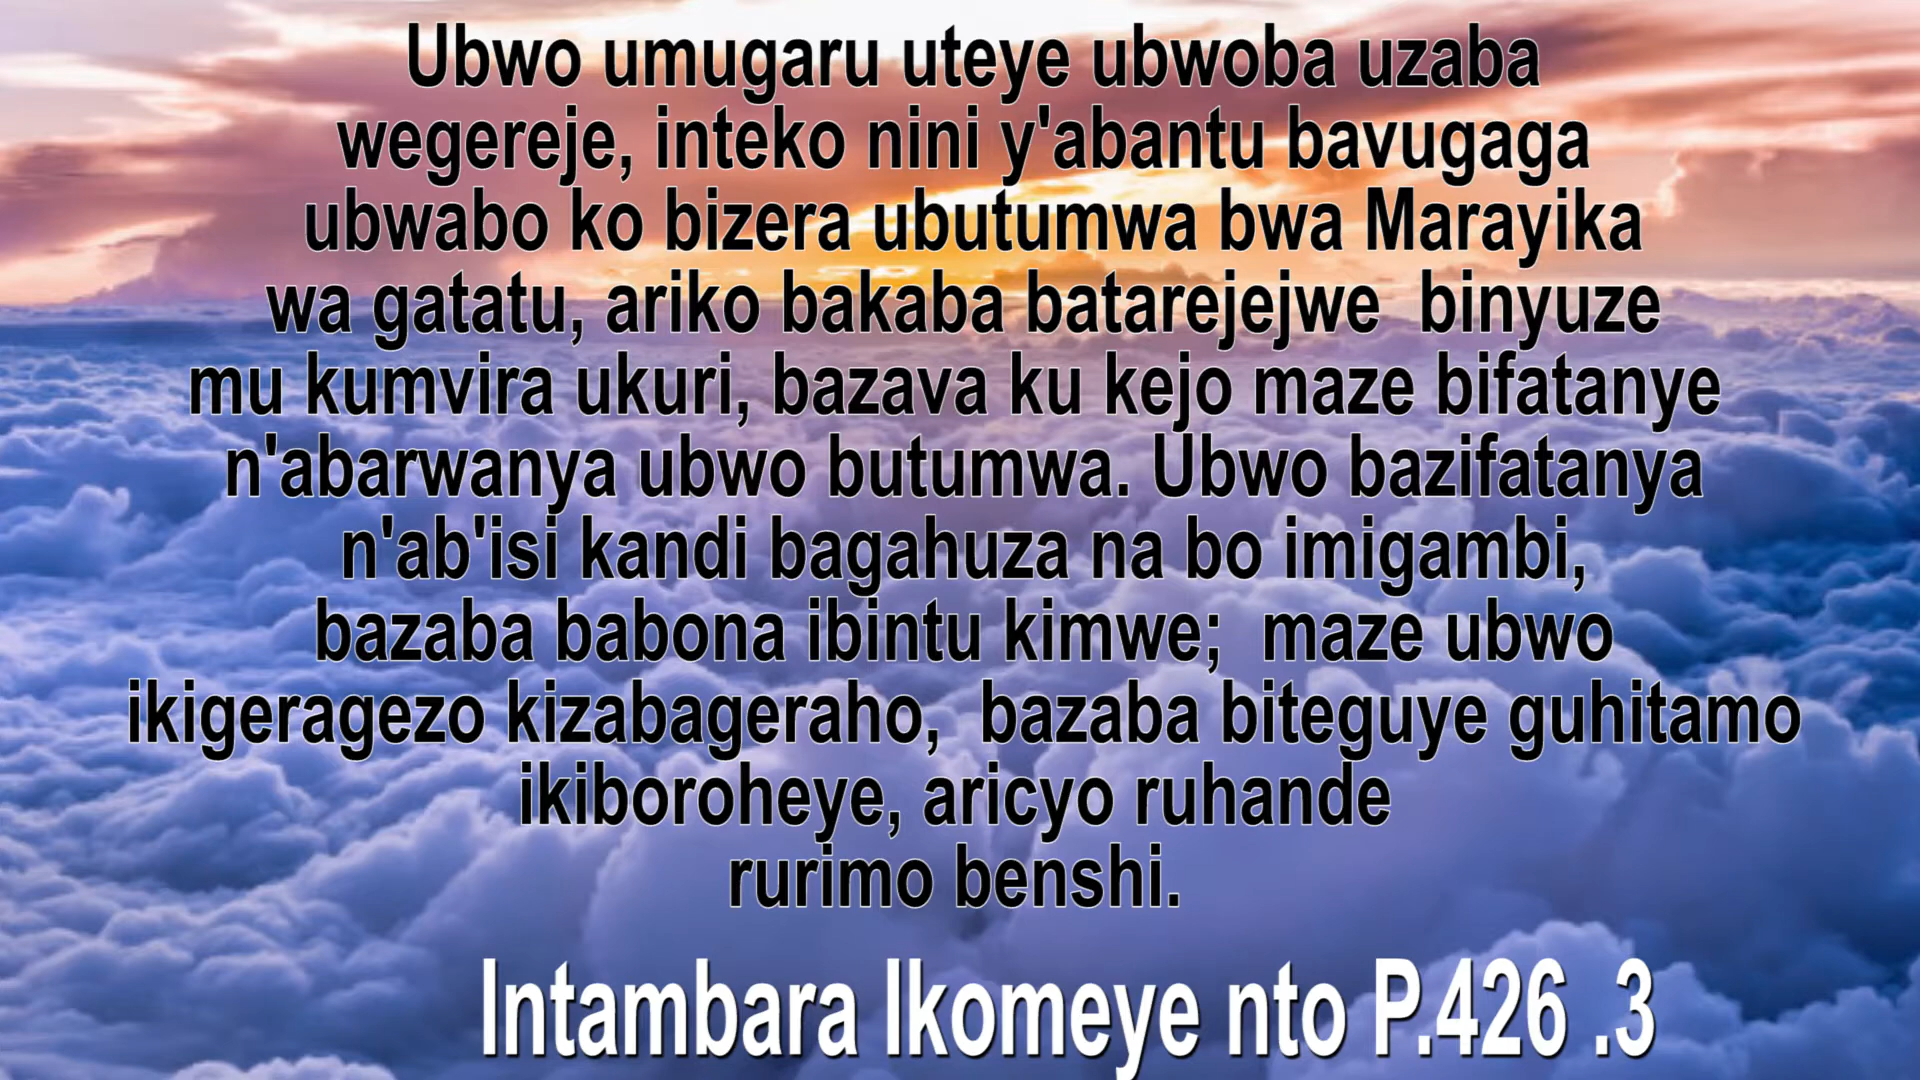 Ubwo umugaru uteye ubwoba uzaba
wegereje, inteko nini y'abantu bavugaga
ubwabo ko bizera ubutumwa bwa Marayika
wa gatatu, ariko bakaba batarejejwe binyuze
mu kumvira ukuri, bazava ku kejo maze bifatanye
n'abarwanya ubwo butumwa. Ubwo bazifatanya
n'ab'isi kandi bagahuza na bo imigambi,
bazaba babona ibintu kimwe; maze ubwo
ikigeragezo kizabageraho, bazaba biteguye guhitamo
ikiboroheye, aricyo ruhande
rurimo benshi.
Intambara Ikomeye nto P.426 .3